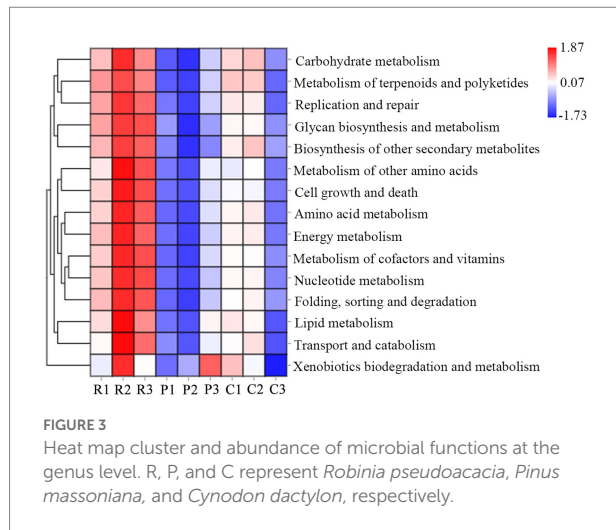 Carbohydrate metabolism
Metabolism of terpenoids and polyketides
Replication and repair
Glycan biosynthesis and metabolism
Biosynthesis of other secondary metabolites
Metabolism of other amino acids
Cell growth and death
Amino acid metabolism
Energy metabolism
Metabolism of cofactors and vitamins
Nucleotide metabolism
Folding, sorting and degradation
Lipid metabolism
Transport and catabolism
Xenobiotics biodegradation and metabolism
1.87
0.07
-1.73
R1 R2 R3 P1 P2 P3 C1 C2 C3
FIGURE 3
Heat map cluster and abundance of microbial functions at the
genus level. R, P, and C represent Robinia pseudoacacia, Pinus
massoniana, and Cynodon dactylon, respectively.